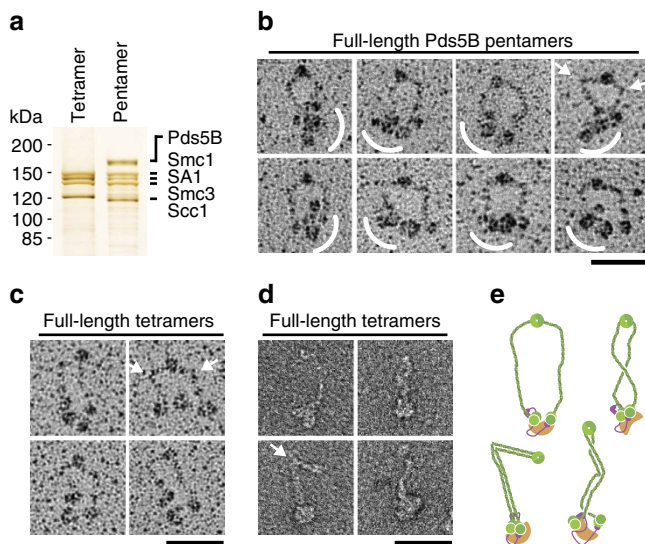 a
kDa
Tetramer
Pentamer
200
150
120
100
85
Pds5B
Smc1
SA1
Smc3
Scc1
b
Full-length Pds5B pentamers
c
Full-length tetramers
d
Full-length tetramers
e